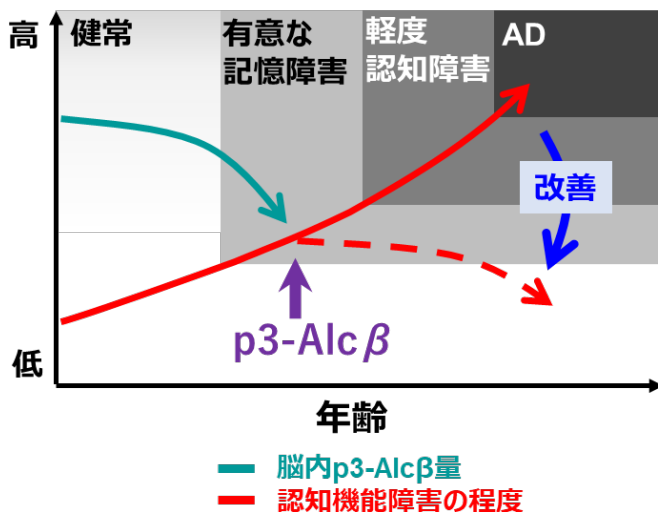 高
健常
有意な
記憶障害
軽度
認知障害
AD
改善
p3-Alcβ
低
年齢
脳内p3-Alcβ量
認知機能障害の程度